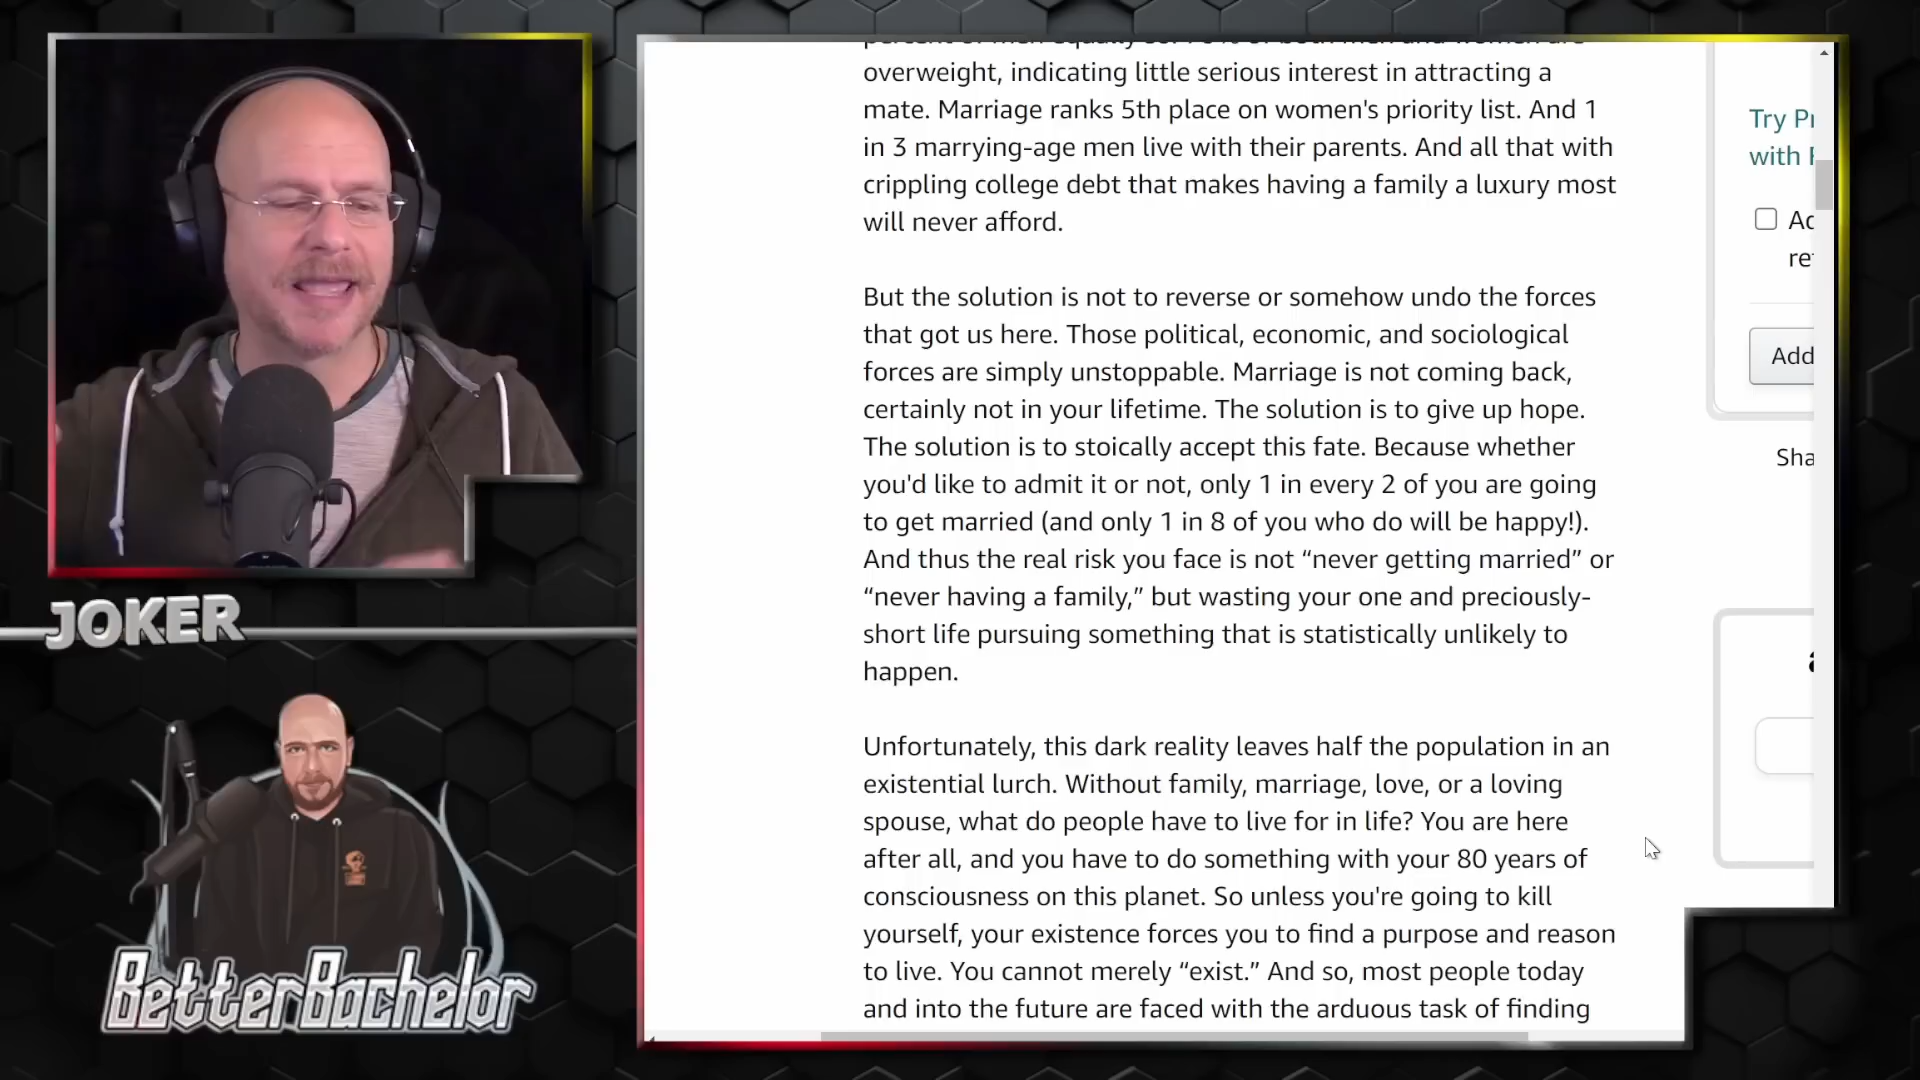 overweight, indicating little serious interest in attracting a
mate. Marriage ranks 5th place on women's priority list. And 1
in 3 marrying-age men live with their parents. And all that with
crippling college debt that makes having a family a luxury most
will never afford.
But the solution is not to reverse or somehow undo the forces
that got us here. Those political, economic, and sociological
forces are simply unstoppable. Marriage is not coming back,
certainly not in your lifetime. The solution is to give up hope.
The solution is to stoically accept this fate. Because whether
you'd like to admit it or not, only 1 in every 2 of you are going
to get married (and only 1 in 8 of you who do will be happy!).
And thus the real risk you face is not “never getting married” or
“never having a family,” but wasting your one and preciously-
short life pursuing something that is statistically unlikely to
happen.
Unfortunately, this dark reality leaves half the population in an
existential lurch. Without family, marriage, love, or a loving
spouse, what do people have to live for in life? You are here
after all, and you have to do something with your 80 years of
consciousness on this planet. So unless you're going to kill
yourself, your existence forces you to find a purpose and reason
to live. You cannot merely “exist.” And so, most people today
and into the future are faced with the arduous task of finding
Try
with
Add
Sha
JOKER
BetterBachelor